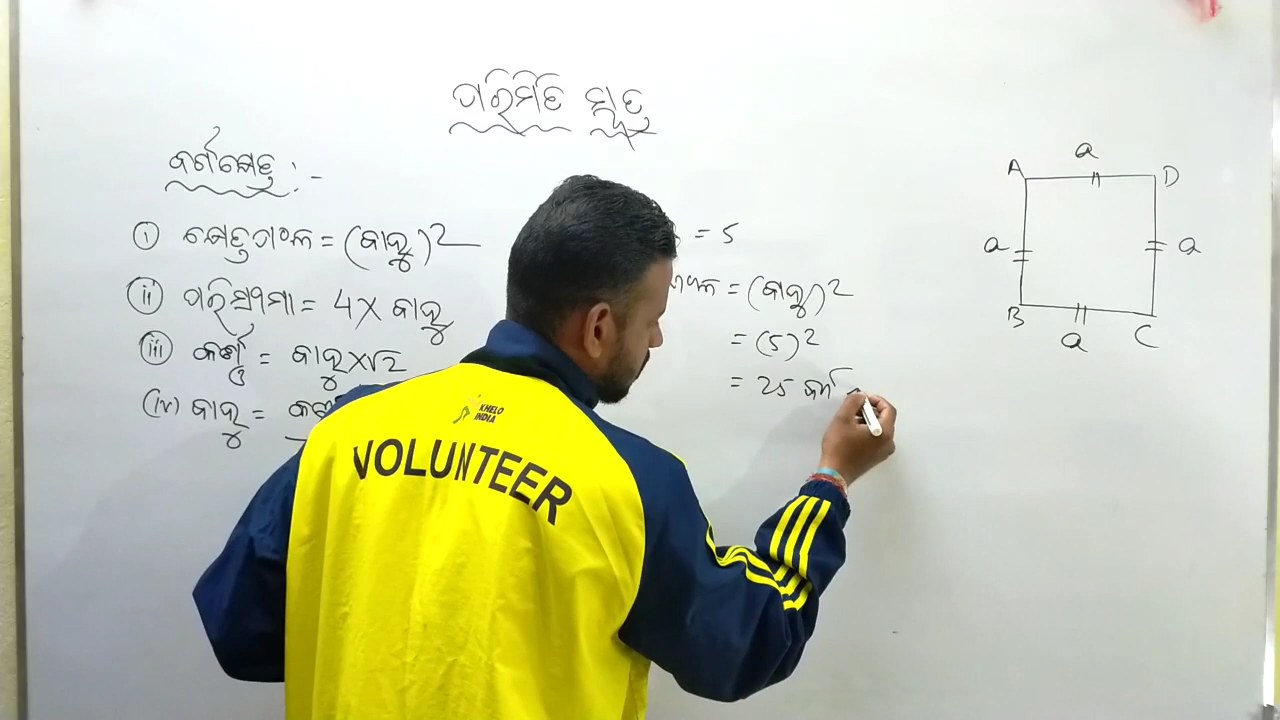 ପରିମିତି ସୂତ୍ର
ବର୍ଗକ୍ଷେତ୍ର :-
(i) କ୍ଷେତ୍ରଫଳ = (ବାହୁ)²
(ii) ପରିସୀମା = 4 × ବାହୁ
(iii) କର୍ଣ୍ଣ = ବାହୁ × √2
(iv) ବାହୁ =
= 5
= (ବାହୁ)²
= (5)²
= 25 ବର୍ଗ
A a D
a a
B a C
KHELO
INDIA
VOLUNTEER